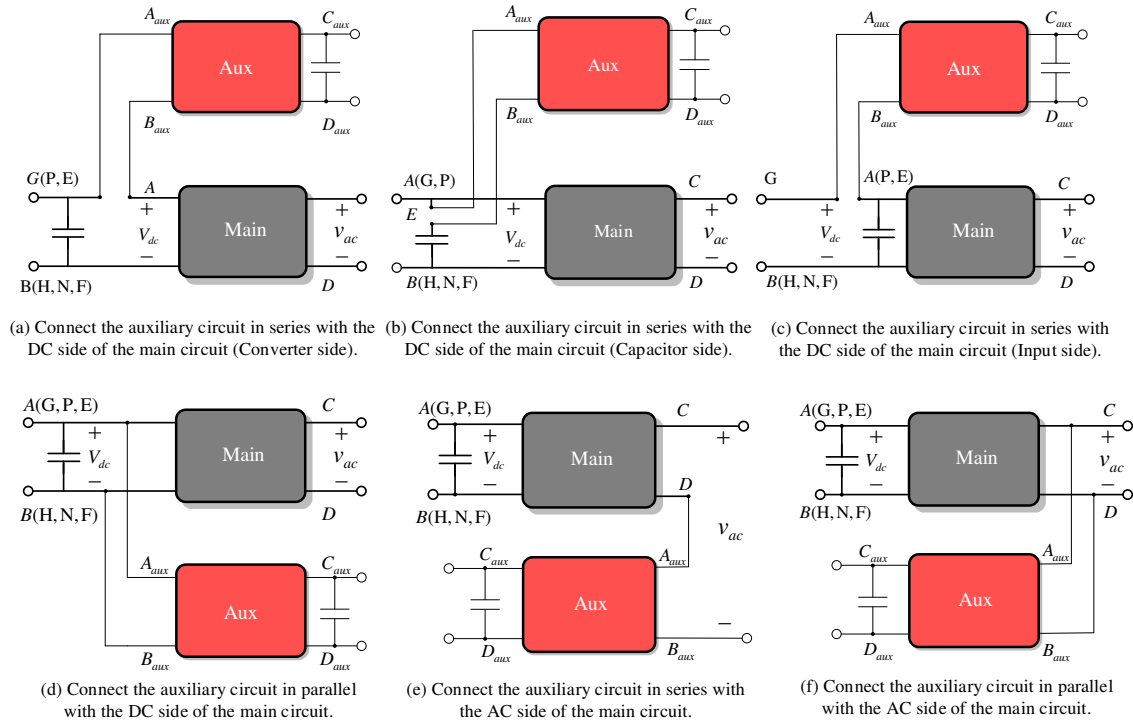 A_aux
C_aux
Aux
B_aux
D_aux
G(P, E)
A
+
V_dc
−
Main
+
v_ac
−
B(H, N, F)
D
(a) Connect the auxiliary circuit in series with the
DC side of the main circuit (Converter side).
A_aux
C_aux
Aux
B_aux
D_aux
A(G, P)
C
E
+
V_dc
−
Main
+
v_ac
−
B(H, N, F)
D
(b) Connect the auxiliary circuit in series with the
DC side of the main circuit (Capacitor side).
A_aux
C_aux
Aux
B_aux
D_aux
G
A(P, E)
C
+
V_dc
−
Main
+
v_ac
−
B(H, N, F)
D
(c) Connect the auxiliary circuit in series with
the DC side of the main circuit (Input side).
A(G, P, E)
C
+
V_dc
−
Main
+
v_ac
−
B(H, N, F)
D
A_aux
C_aux
Aux
B_aux
D_aux
(d) Connect the auxiliary circuit in parallel
with the DC side of the main circuit.
A(G, P, E)
C
+
V_dc
−
Main
+
D
B(H, N, F)
v_ac
C_aux
A_aux
Aux
−
D_aux
B_aux
(e) Connect the auxiliary circuit in series with
the AC side of the main circuit.
A(G, P, E)
C
+
V_dc
−
Main
+
v_ac
−
B(H, N, F)
D
C_aux
A_aux
Aux
D_aux
B_aux
(f) Connect the auxiliary circuit in parallel
with the AC side of the main circuit.